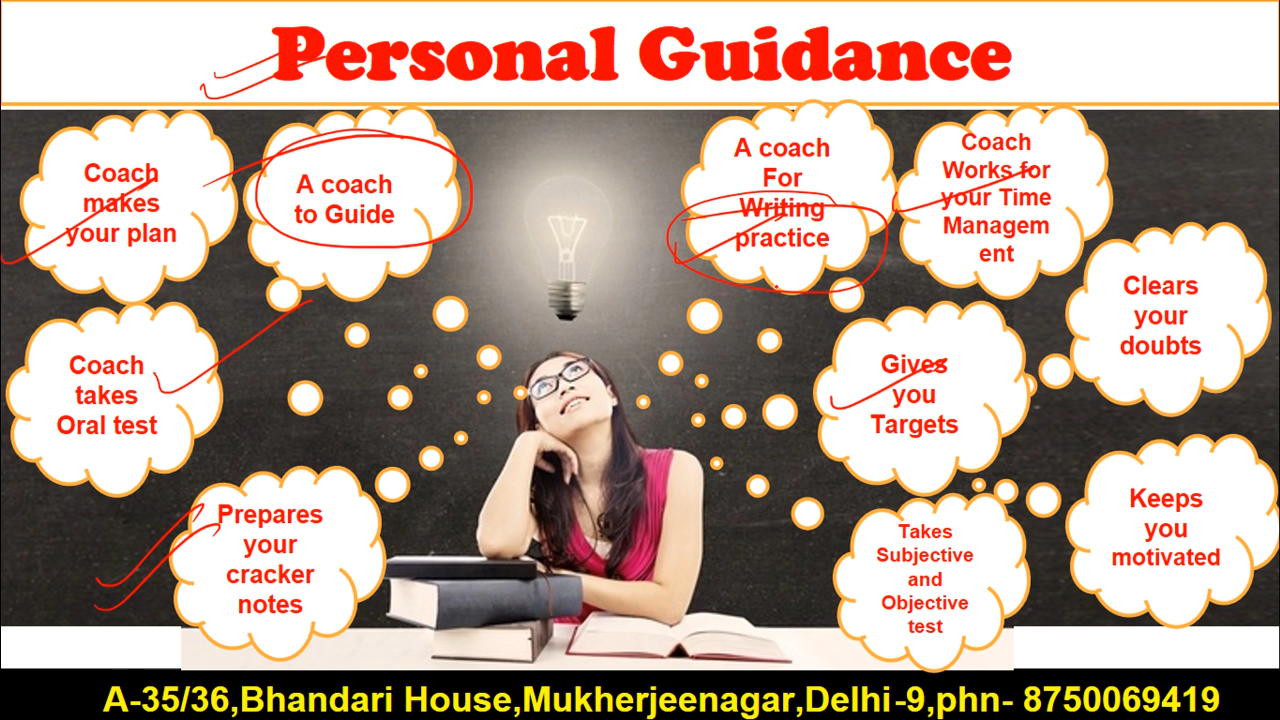 Personal Guidance
Coach
makes
your plan
A coach
to Guide
A coach
For
Writing
practice
Coach
Works for
your Time
Managem
ent
Clears
your
doubts
Coach
takes
Oral test
Gives
you
Targets
Prepares
your
cracker
notes
Takes
Subjective
and
Objective
test
Keeps
you
motivated
A-35/36,Bhandari House,Mukherjeenagar,Delhi-9,phn- 8750069419